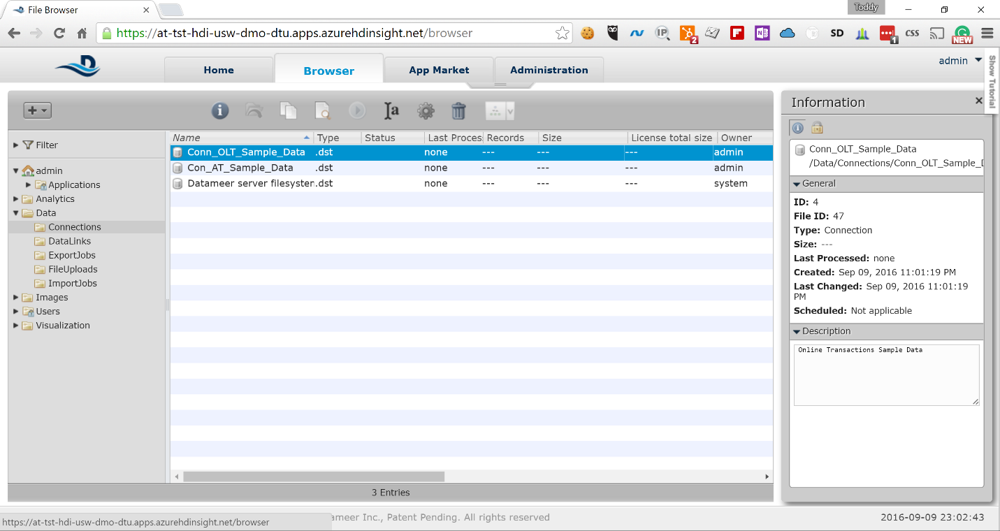 File Browser
Toddy
https://at-tst-hdi-usw-dmo-dtu.apps.azurehdinsight.net/browser
IP
2
N
SD
1
CSS
NEW
Home
Browser
App Market
Administration
admin
Show Tutorial
Information
Filter
admin
Applications
Analytics
Data
Connections
DataLinks
ExportJobs
FileUploads
ImportJobs
Images
Users
Visualization
Name Type Status Last Proces Records Size License total size Owner
Conn_OLT_Sample_Data .dst none --- --- --- admin
Con_AT_Sample_Data .dst none --- --- --- admin
Datameer server filesystem .dst none --- --- --- system
3 Entries
Conn_OLT_Sample_Data
/Data/Connections/Conn_OLT_Sample_D
General
ID: 4
File ID: 47
Type: Connection
Size: ---
Last Processed: none
Created: Sep 09, 2016 11:01:19 PM
Last Changed: Sep 09, 2016 11:01:19
PM
Scheduled: Not applicable
Description
Online Transactions Sample Data
https://at-tst-hdi-usw-dmo-dtu.apps.azurehdinsight.net/browser
ameer Inc., Patent Pending. All rights reserved
2016-09-09 23:02:43